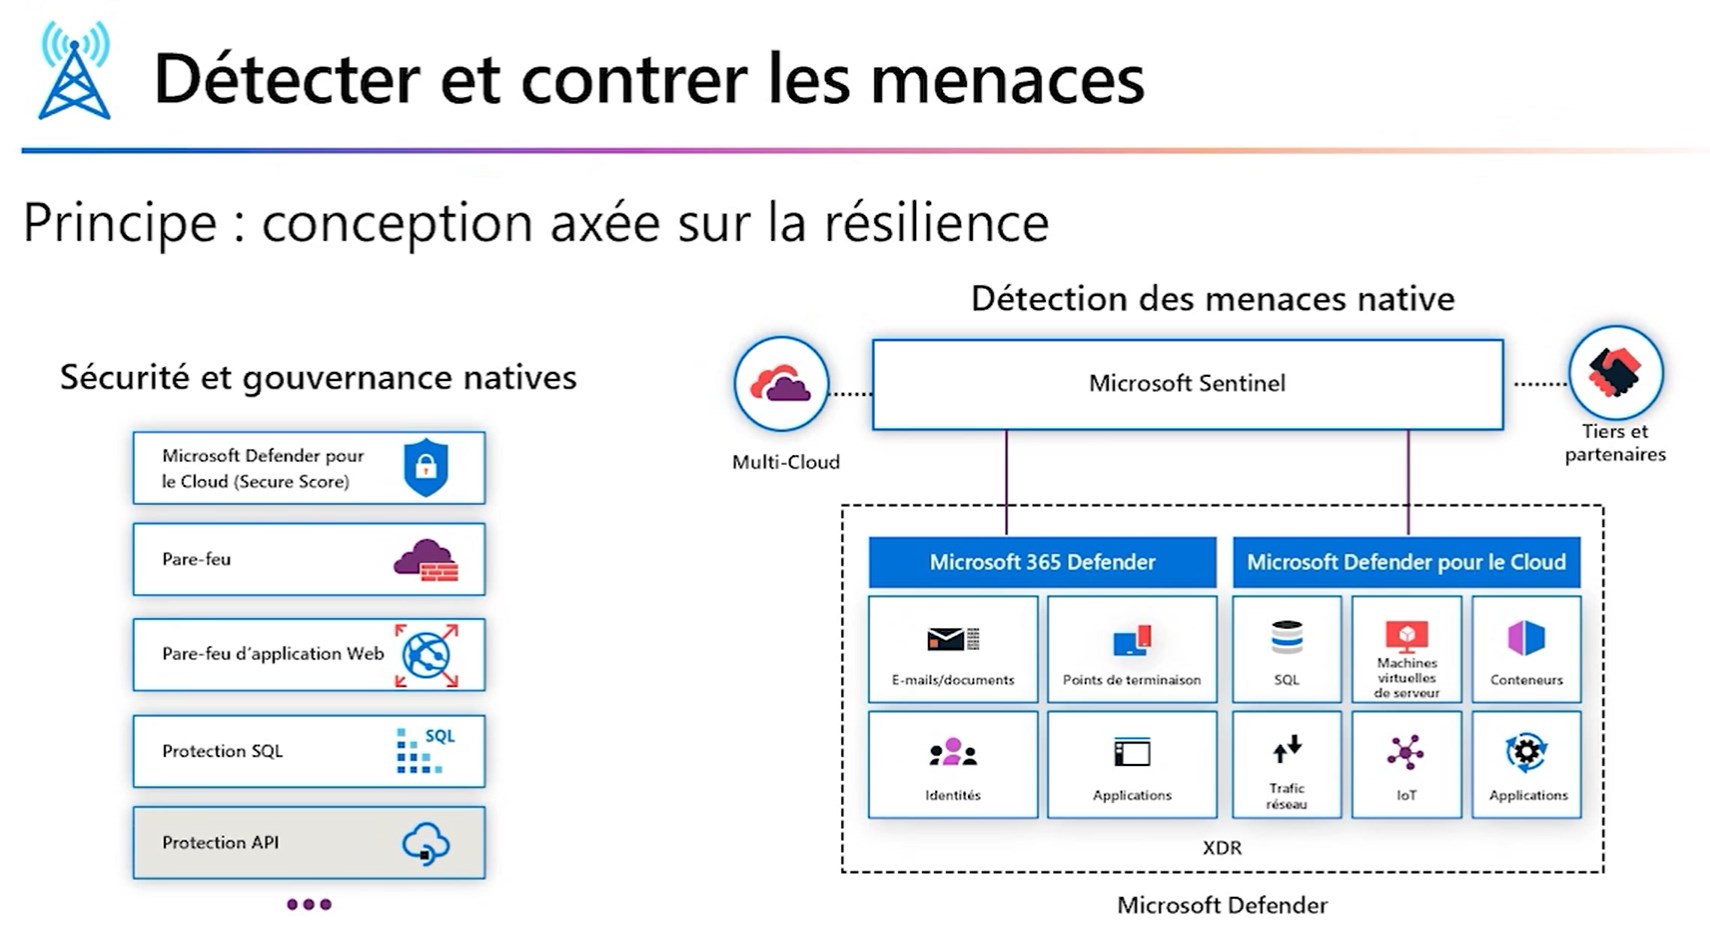 Détecter et contrer les menaces
Principe : conception axée sur la résilience
Sécurité et gouvernance natives
Microsoft Defender pour
le Cloud (Secure Score)
Pare-feu
Pare-feu d'application Web
Protection SQL
SQL
Protection API
Détection des menaces native
Multi-Cloud
Microsoft Sentinel
Tiers et
partenaires
Microsoft 365 Defender
E-mails/documents
Points de terminaison
Identités
Applications
Microsoft Defender pour le Cloud
SQL
Machines
virtuelles
de serveur
Conteneurs
Trafic
réseau
IoT
Applications
XDR
Microsoft Defender